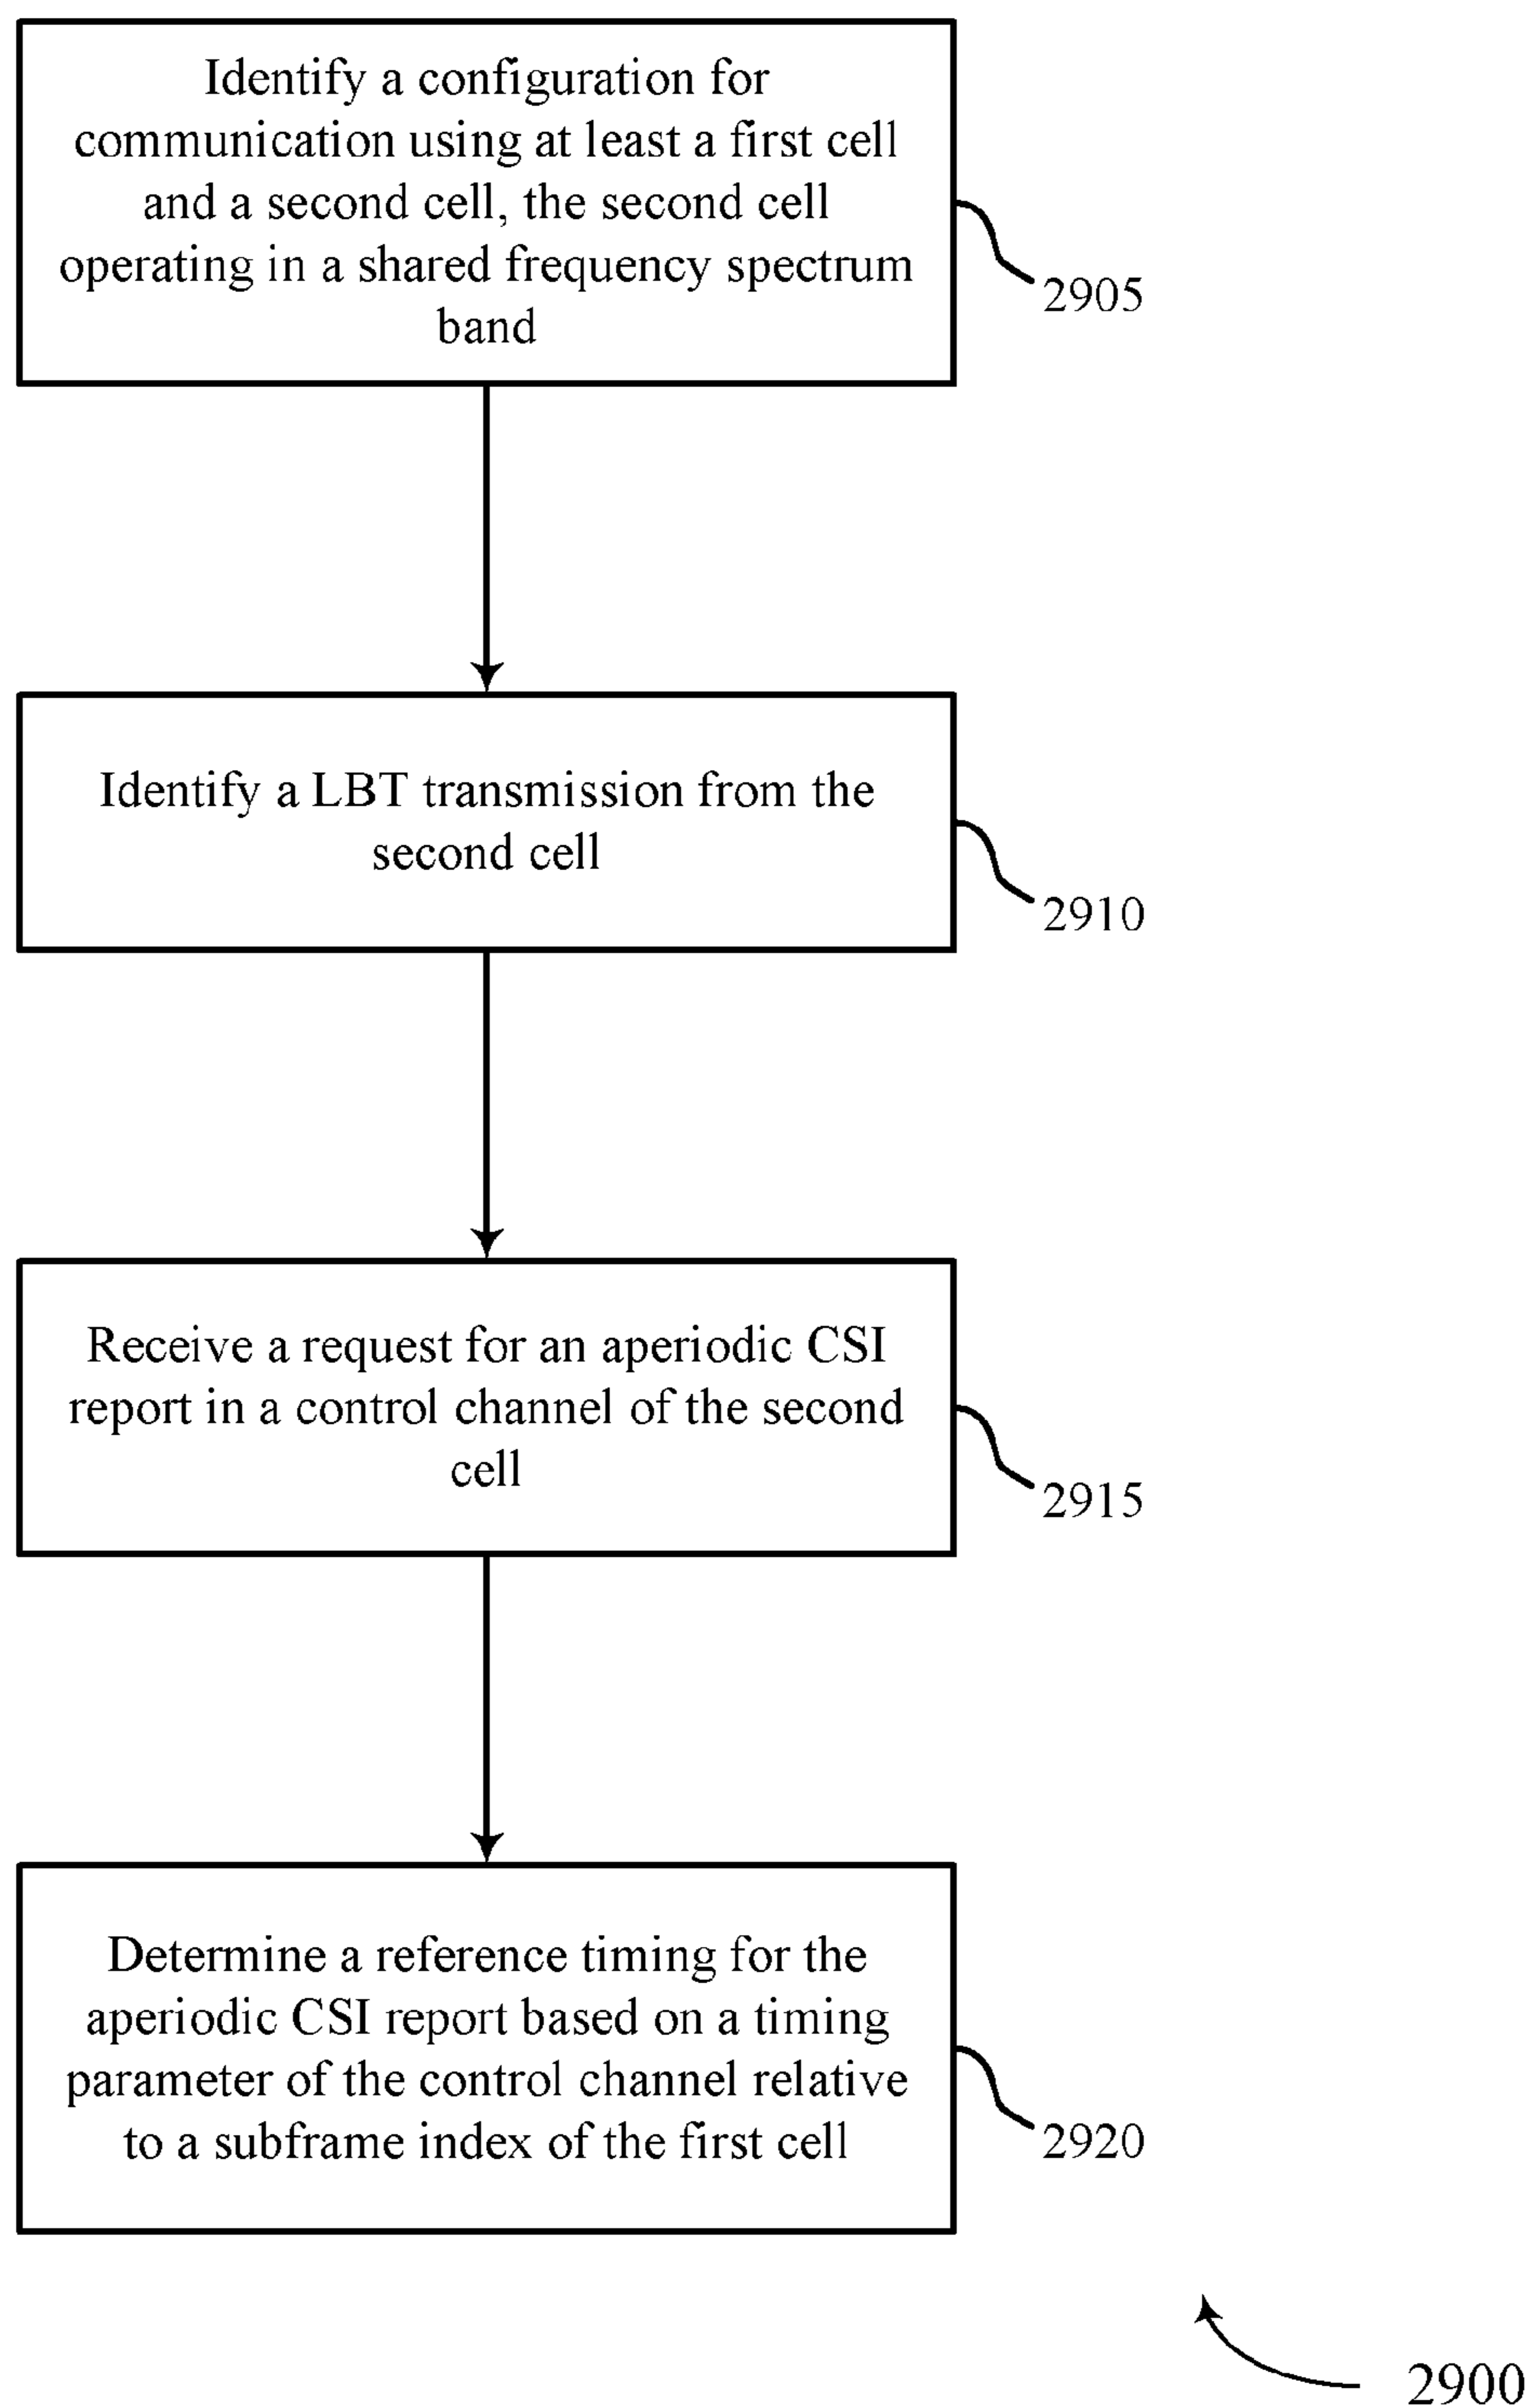 Identify a configuration for
communication using at least a first cell
and a second cell, the second cell
operating in a shared frequency spectrum
band
2905
Identify a LBT transmission from the
second cell
2910
Receive a request for an aperiodic CSI
report in a control channel of the second
cell
2915
Determine a reference timing for the
aperiodic CSI report based on a timing
parameter of the control channel relative
to a subframe index of the first cell
2920
2900